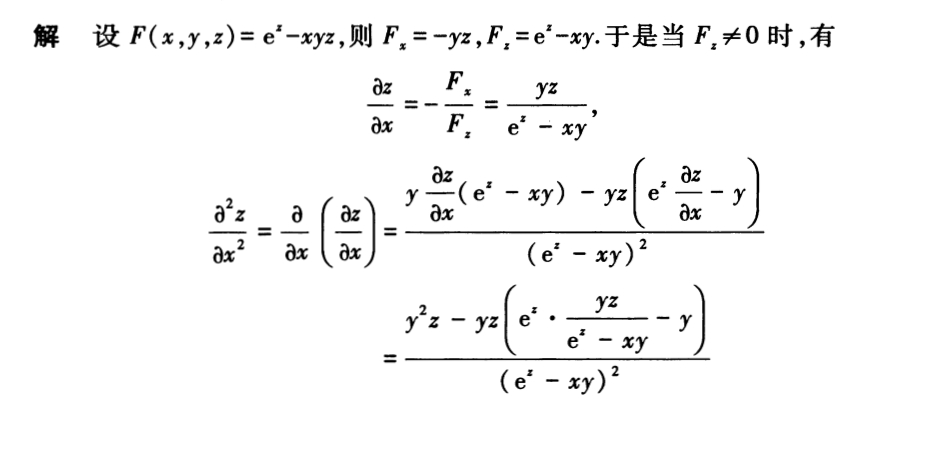 解 设 F(x,y,z)=e^z-xyz,则 F_x=-yz,F_z=e^z-xy.于是当 F_z≠0 时,有
∂z/∂x=-F_x/F_z=yz/(e^z-xy),
∂²z/∂x²=∂/∂x(∂z/∂x)=(y ∂z/∂x(e^z-xy)-yz(e^z ∂z/∂x-y))/(e^z-xy)²
=(y²z-yz(e^z·yz/(e^z-xy)-y))/(e^z-xy)²